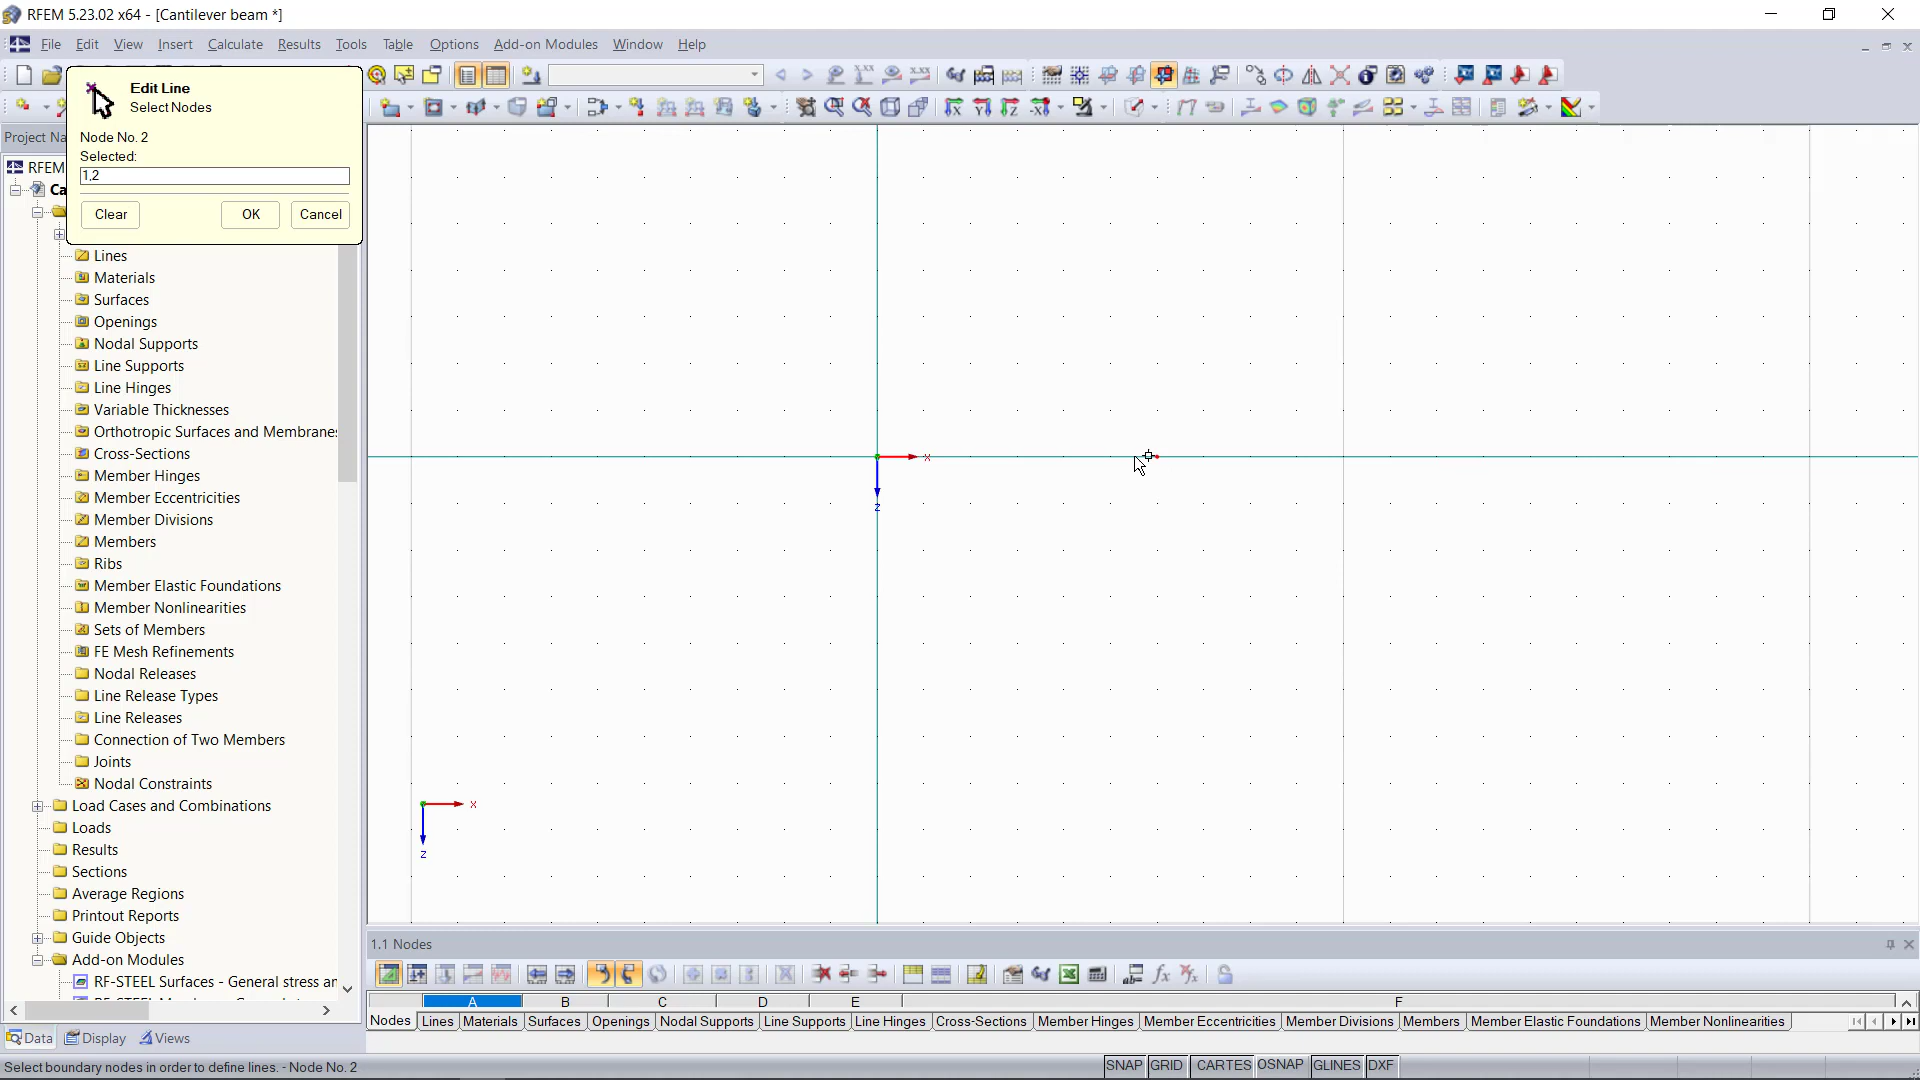 RFEM 5.23.02 x64 - [Cantilever beam *]
File Edit View Insert Calculate Results Tools Table Options Add-on Modules Window Help
Edit Line
Select Nodes
Node No. 2
Selected:
1,2
Clear OK Cancel
Project Na
RFEM
Ca
Lines
Materials
Surfaces
Openings
Nodal Supports
Line Supports
Line Hinges
Variable Thicknesses
Orthotropic Surfaces and Membranes
Cross-Sections
Member Hinges
Member Eccentricities
Member Divisions
Members
Ribs
Member Elastic Foundations
Member Nonlinearities
Sets of Members
FE Mesh Refinements
Nodal Releases
Line Release Types
Line Releases
Connection of Two Members
Joints
Nodal Constraints
Load Cases and Combinations
Loads
Results
Sections
Average Regions
Printout Reports
Guide Objects
Add-on Modules
RF-STEEL Surfaces - General stress an
Data Display Views
x
z
x
z
1.1 Nodes
A B C D E F
Nodes Lines Materials Surfaces Openings Nodal Supports Line Supports Line Hinges Cross-Sections Member Hinges Member Eccentricities Member Divisions Members Member Elastic Foundations Member Nonlinearities
Select boundary nodes in order to define lines. - Node No. 2
SNAP GRID CARTES OSNAP GLINES DXF